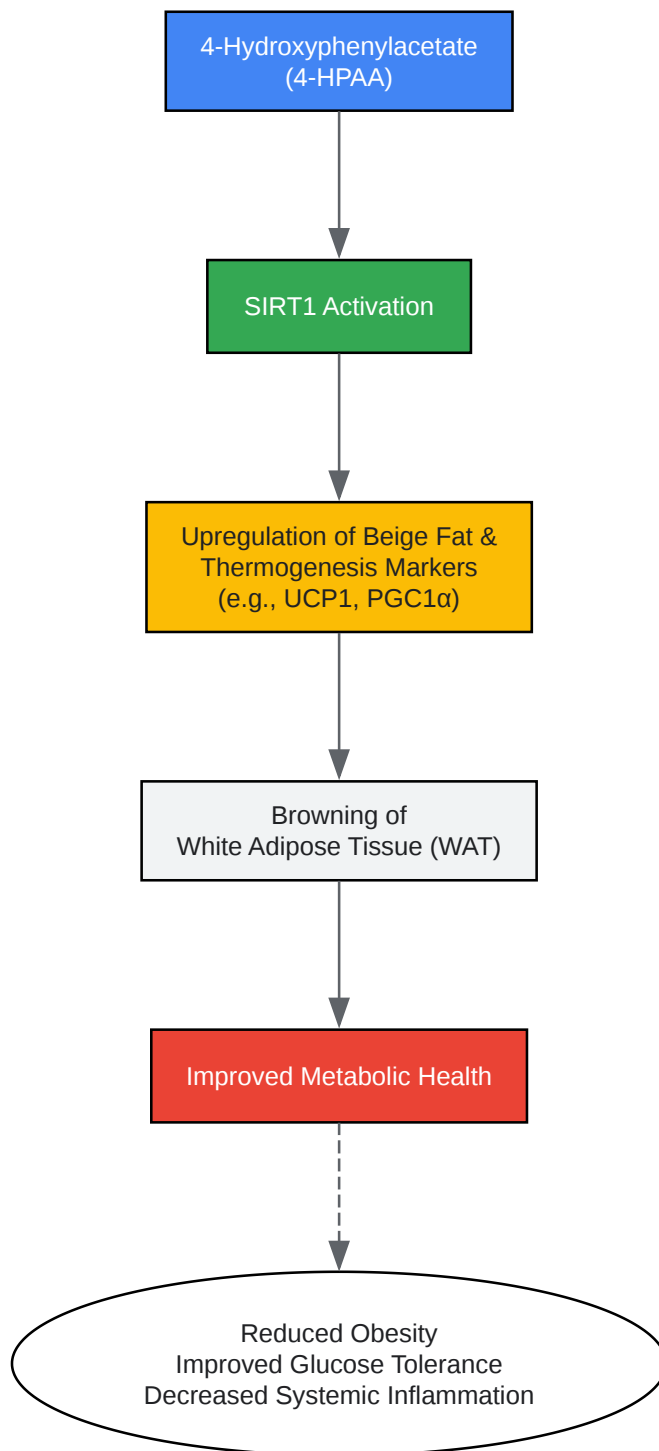 4-Hydroxyphenylacetate
(4-HPAA)
SIRT1 Activation
Upregulation of Beige Fat &
Thermogenesis Markers
(e.g., UCP1, PGC1α)
Browning of
White Adipose Tissue (WAT)
Improved Metabolic Health
Reduced Obesity
Improved Glucose Tolerance
Decreased Systemic Inflammation